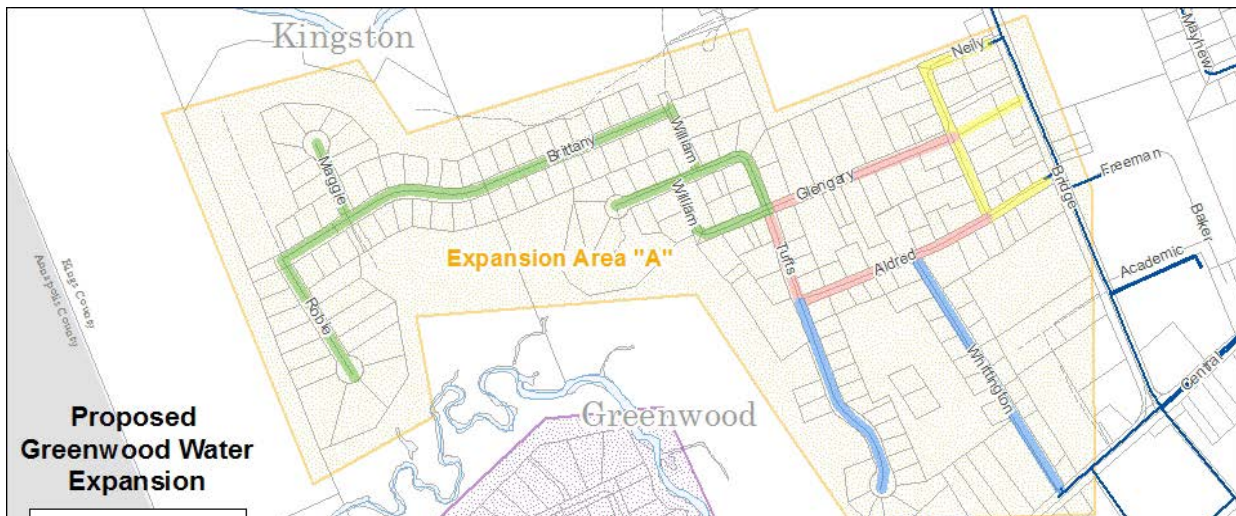 Kingston
Mayhew
Neily
William
Brittany
Maggie
William
Glengary
Freeman
Bridge
Baker
Expansion Area "A"
Tufts
Aldred
Academic
Kings County
Annapolis County
Robie
Whittington
Central
Greenwood
Proposed
Greenwood Water
Expansion